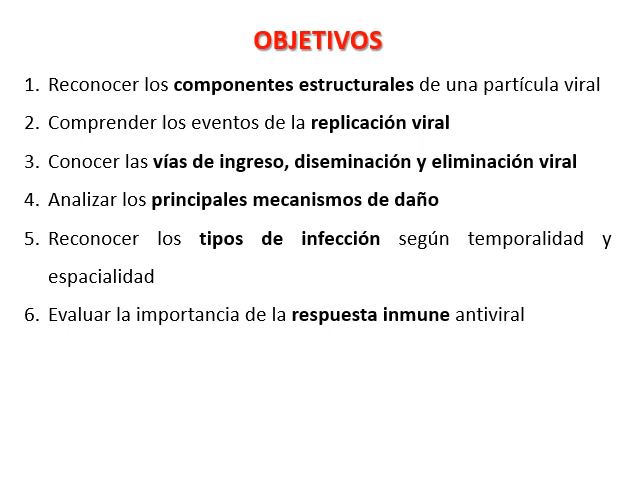 OBJETIVOS
1. Reconocer los componentes estructurales de una partícula viral
2. Comprender los eventos de la replicación viral
3. Conocer las vías de ingreso, diseminación y eliminación viral
4. Analizar los principales mecanismos de daño
5. Reconocer los tipos de infección según temporalidad y
espacialidad
6. Evaluar la importancia de la respuesta inmune antiviral